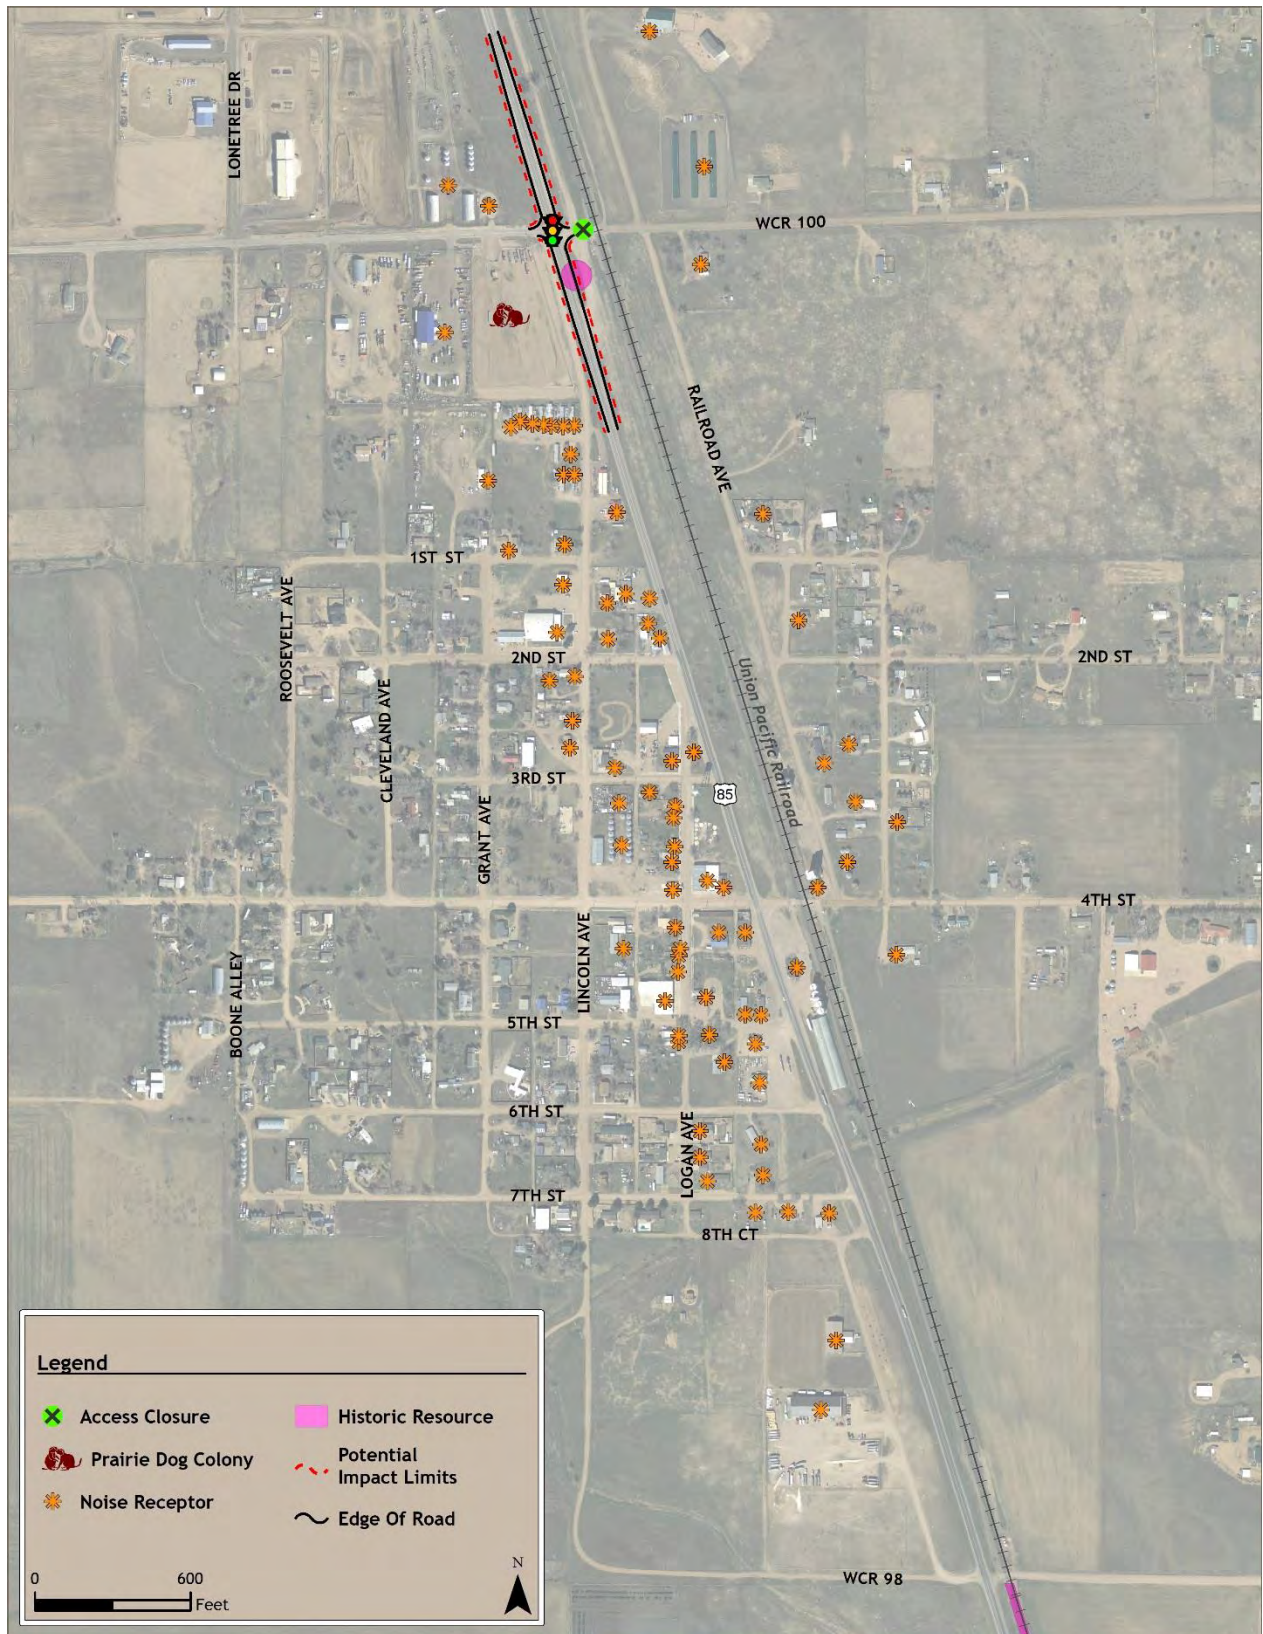 LONETREE DR
WCR 100
RAILROAD AVE
1ST ST
ROOSEVELT AVE
2ND ST
2ND ST
CLEVELAND AVE
Union Pacific Railroad
3RD ST
85
GRANT AVE
4TH ST
LINCOLN AVE
BOONE ALLEY
5TH ST
6TH ST
LOGAN AVE
7TH ST
8TH CT
WCR 98
Legend
Access Closure
Historic Resource
Prairie Dog Colony
Potential
Impact Limits
Noise Receptor
Edge Of Road
N
0 600
Feet